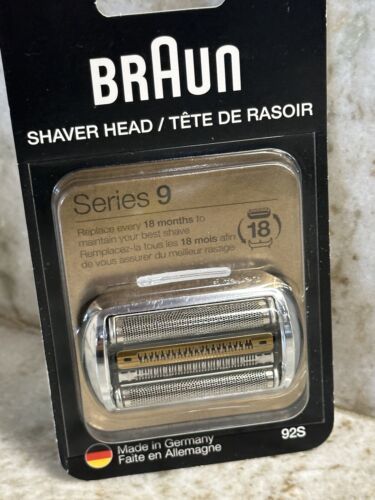 BRAUN
SHAVER HEAD / TÊTE DE RASOIR
Series 9
Replace every 18 months to
maintain your best shave
Remplacez-la tous les 18 mois afin
de vous assurer du meilleur rasage
18
Made in Germany
Faite en Allemagne
92S